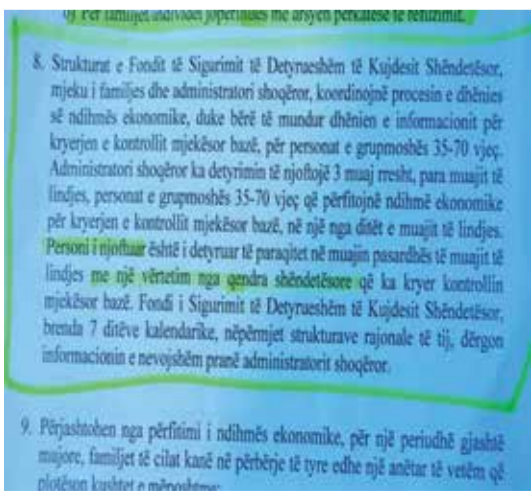 b) Për familjet/individët joperfitues me arsyen përkatëse të refuzimit.
8. Strukturat e Fondit të Sigurimit të Detyrueshëm të Kujdesit Shëndetësor,
mjeku i familjes dhe administratori shoqëror, koordinojnë procesin e dhënies
së ndihmës ekonomike, duke bërë të mundur dhënien e informacionit për
kryerjen e kontrollit mjekësor bazë, për personat e grupmoshës 35-70 vjeç.
Administratori shoqëror ka detyrimin të njoftojë 3 muaj rresht, para muajit të
lindjes, personat e grupmoshës 35-70 vjeç që përfitojnë ndihmë ekonomike
për kryerjen e kontrollit mjekësor bazë, në një nga ditët e muajit të lindjes.
Personi i njoftuar është i detyruar të paraqitet në muajin pasardhës të muajit të
lindjes me një vërtetim nga qendra shëndetësore që ka kryer kontrollin
mjekësor bazë. Fondi i Sigurimit të Detyrueshëm të Kujdesit Shëndetësor,
brenda 7 ditëve kalendarike, nëpërmjet strukturave rajonale të tij, dërgon
informacionin e nevojshëm pranë administratorit shoqëror.
9. Përjashtohen nga përfitimi i ndihmës ekonomike, për një periudhë gjashtë
mujore, familjet të cilat kanë në përbërje të tyre edhe një anëtar të vetëm që
plotëson kushtet e mëposhtme: